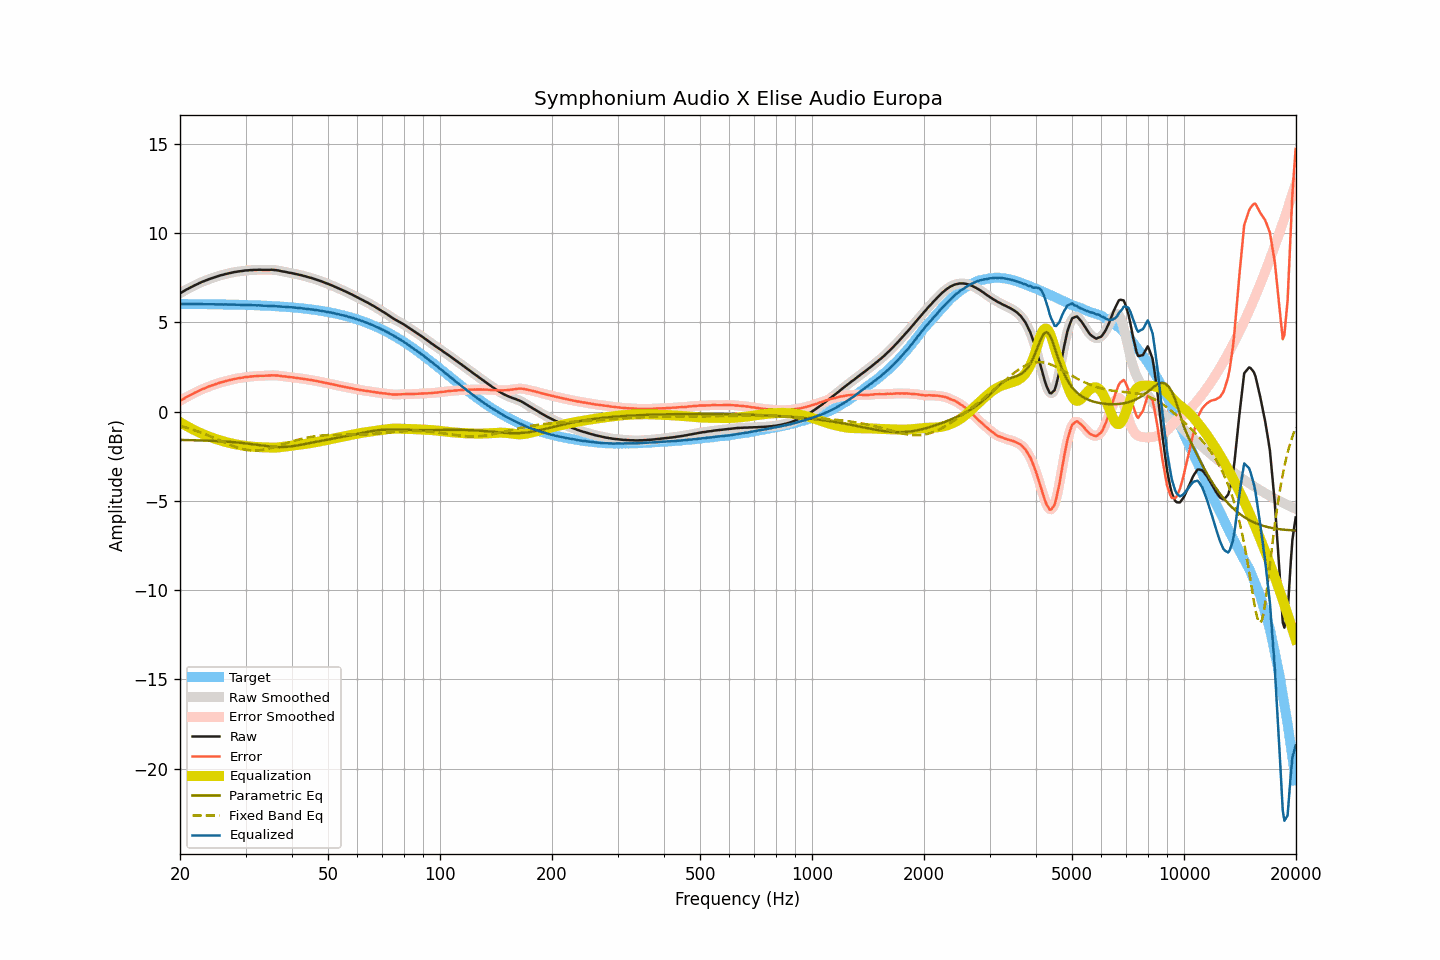 Symphonium Audio X Elise Audio Europa
15
10
5
0
−5
−10
−15
−20
Amplitude (dBr)
Target
Raw Smoothed
Error Smoothed
Raw
Error
Equalization
Parametric Eq
Fixed Band Eq
Equalized
20 50 100 200 500 1000 2000 5000 10000 20000
Frequency (Hz)